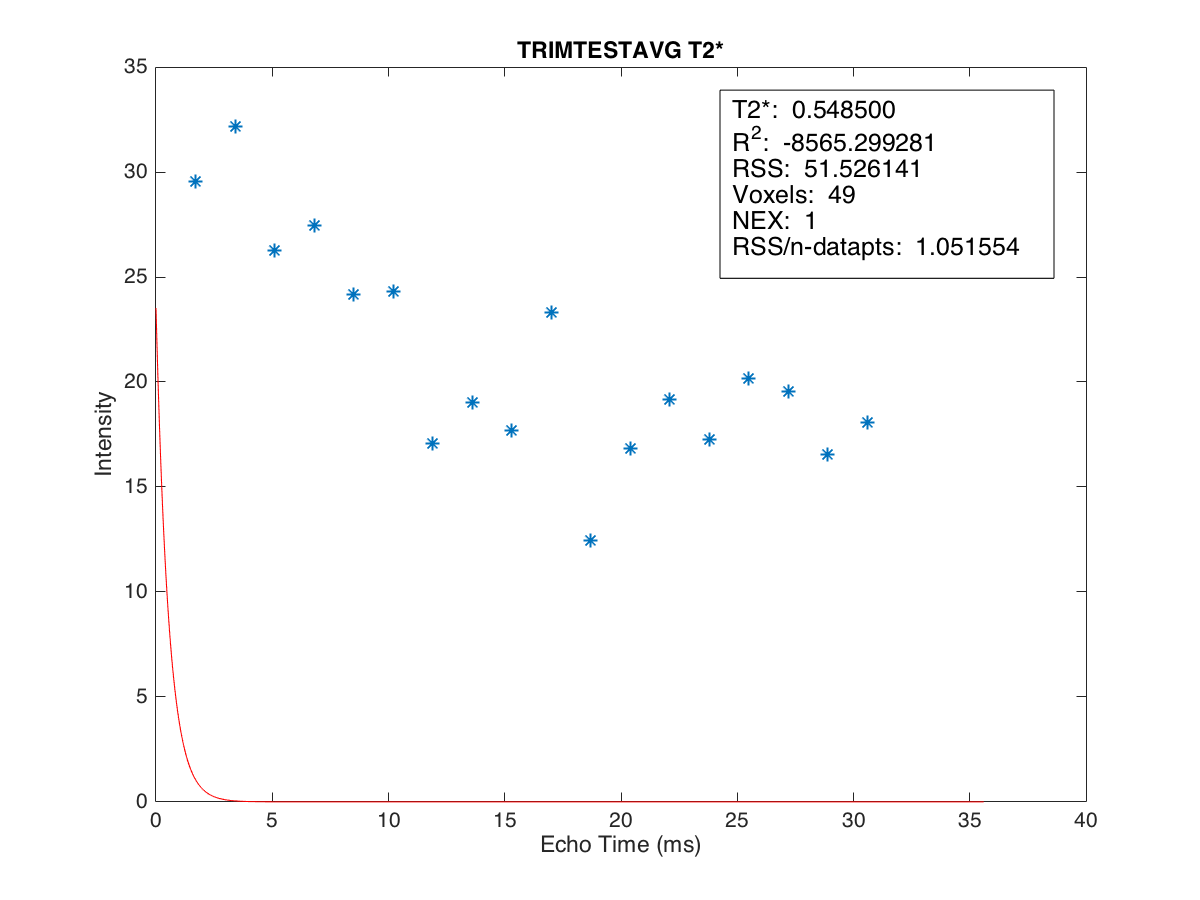 TRIMTESTAVG T2*
35
30
25
20
15
10
5
0
Intensity
T2*: 0.548500
R²: -8565.299281
RSS: 51.526141
Voxels: 49
NEX: 1
RSS/n-datapts: 1.051554
0 5 10 15 20 25 30 35 40
Echo Time (ms)